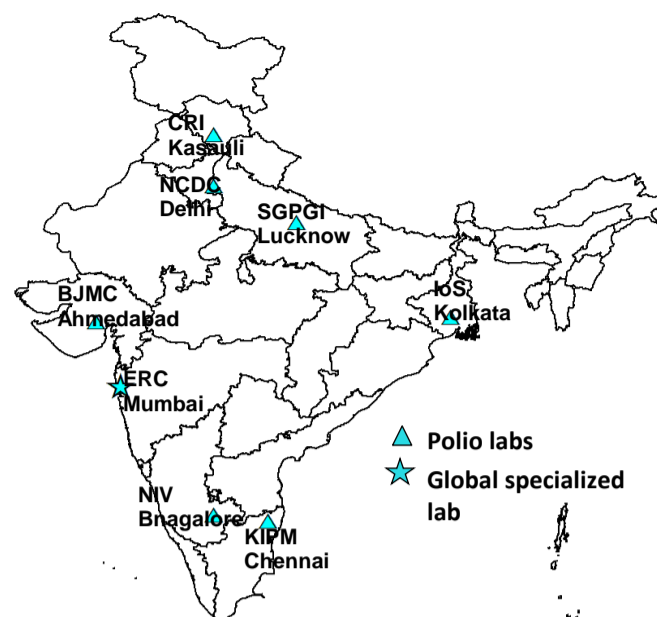 CRI
Kasauli
NCDC
Delhi
SGPGI
Lucknow
BJMC
Ahmedabad
IoS
Kolkata
ERC
Mumbai
Polio labs
Global specialized
lab
NIV
Bnagalore
KIPM
Chennai